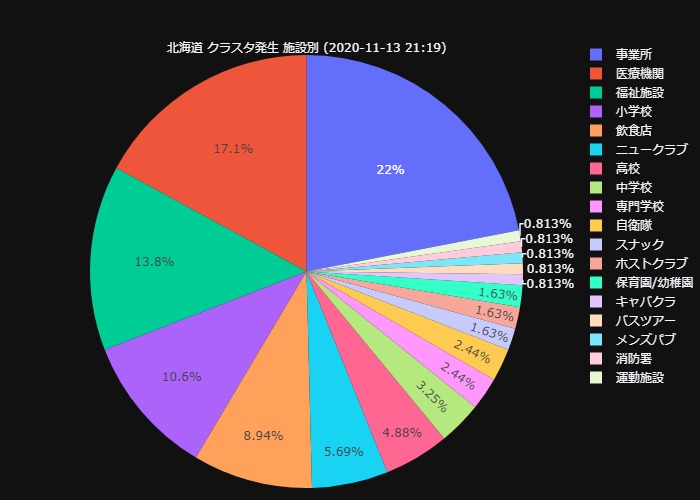 北海道 クラスタ発生 施設別 (2020-11-13 21:19)
22%
17.1%
13.8%
10.6%
8.94%
5.69%
4.88%
3.25%
2.44%
2.44%
1.63%
1.63%
1.63%
0.813%
0.813%
0.813%
0.813%
0.813%
事業所
医療機関
福祉施設
小学校
飲食店
ニュークラブ
高校
中学校
専門学校
自衛隊
スナック
ホストクラブ
保育園/幼稚園
キャバクラ
バスツアー
メンズパブ
消防署
運動施設